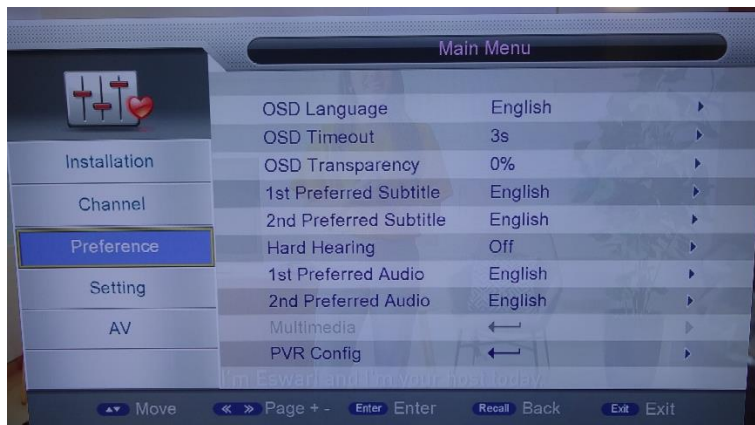 Main Menu
OSD Language English
OSD Timeout 3s
OSD Transparency 0%
1st Preferred Subtitle English
2nd Preferred Subtitle English
Hard Hearing Off
1st Preferred Audio English
2nd Preferred Audio English
Multimedia
PVR Config
Installation
Channel
Preference
Setting
AV
I'm Eswari and I'm your host today
Move Page + - Enter Enter Recall Back Exit Exit